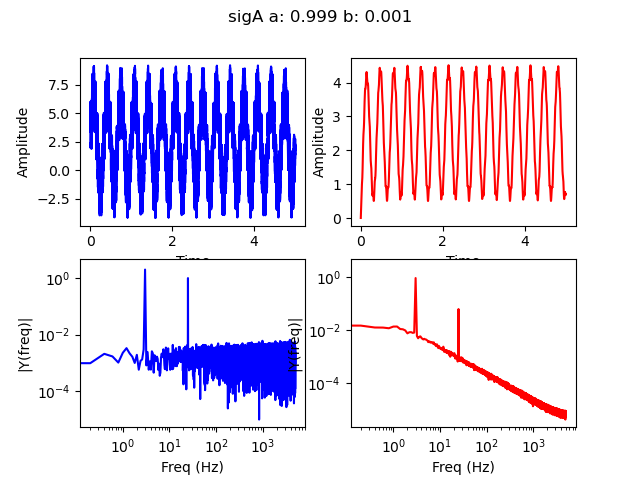 sigA a: 0.999 b: 0.001
Amplitude
7.5
5.0
2.5
0.0
−2.5
0 2 4
Time
Amplitude
4
3
2
1
0
0 2 4
Time
|Y(freq)|
10⁰
10⁻²
10⁻⁴
10⁰ 10¹ 10² 10³
Freq (Hz)
|Y(freq)|
10⁰
10⁻²
10⁻⁴
10⁰ 10¹ 10² 10³
Freq (Hz)